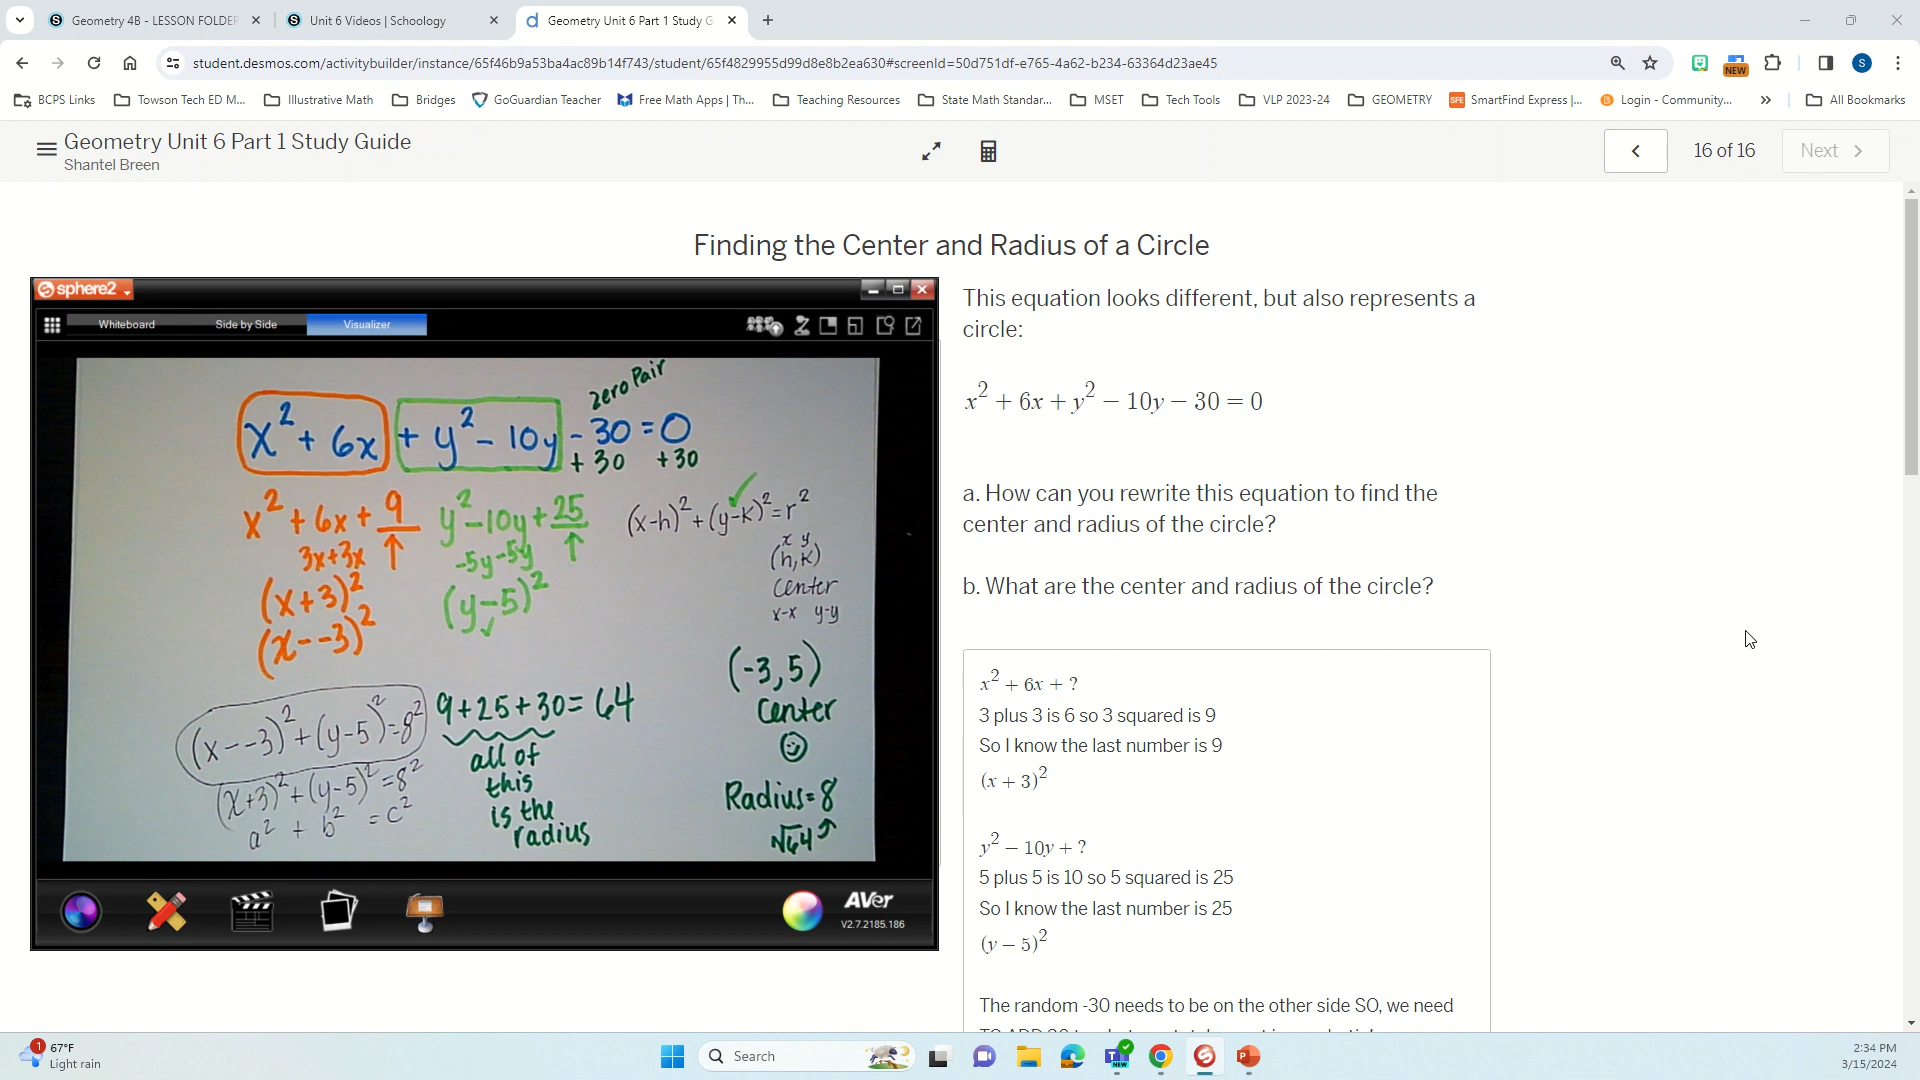 Geometry 4B - LESSON FOLDER
Unit 6 Videos | Schoology
Geometry Unit 6 Part 1 Study G
student.desmos.com/activitybuilder/instance/65f46b9a53ba4ac89b14f743/student/65f4829955d99d8e8b2ea630#screenId=50d751df-e765-4a62-b234-63364d23ae45
NEW
S
BCPS Links
Towson Tech ED M...
Illustrative Math
Bridges
GoGuardian Teacher
Free Math Apps | Th...
Teaching Resources
State Math Standar...
MSET
Tech Tools
VLP 2023-24
GEOMETRY
SFE SmartFind Express |...
Login - Community...
»
All Bookmarks
Geometry Unit 6 Part 1 Study Guide
Shantel Breen
16 of 16
Next
Finding the Center and Radius of a Circle
sphere2
Whiteboard
Side by Side
Visualizer
zero Pair
x² + 6x + y² - 10y - 30 = 0
+ 30 +30
x² + 6x + 9
3x+3x ↑
(x+3)²
(x--3)²
y²-10y+25
-5y-5y ↑
(y-5)²
(x-h)²+(y-k)²=r²
x y
(h,k)
Center
x-x y-y
(x--3)²+(y-5)²=8²
(x+3)²+(y-5)²=8²
a² + b² = c²
9+25+30=64
all of
this
is the
radius
(-3,5)
Center
Radius=8
√64
AVer
V2.7.2185.186
This equation looks different, but also represents a
circle:
x² + 6x + y² − 10y − 30 = 0
a. How can you rewrite this equation to find the
center and radius of the circle?
b. What are the center and radius of the circle?
x² + 6x + ?
3 plus 3 is 6 so 3 squared is 9
So I know the last number is 9
(x + 3)²
y² − 10y + ?
5 plus 5 is 10 so 5 squared is 25
So I know the last number is 25
(y − 5)²
The random -30 needs to be on the other side SO, we need
1
67°F
Light rain
Search
NEW
2:34 PM
3/15/2024